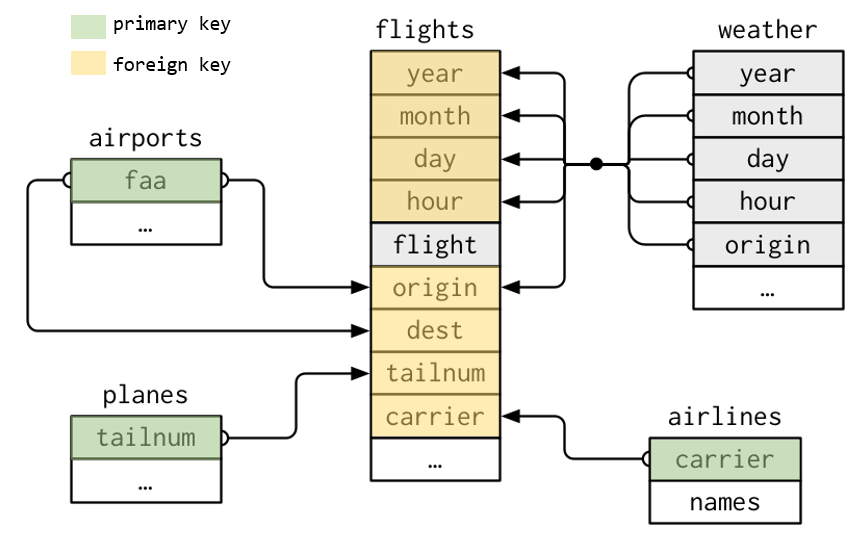 primary key
foreign key
flights
year
month
day
hour
flight
origin
dest
tailnum
carrier
…
weather
year
month
day
hour
origin
…
airports
faa
…
planes
tailnum
…
airlines
carrier
names